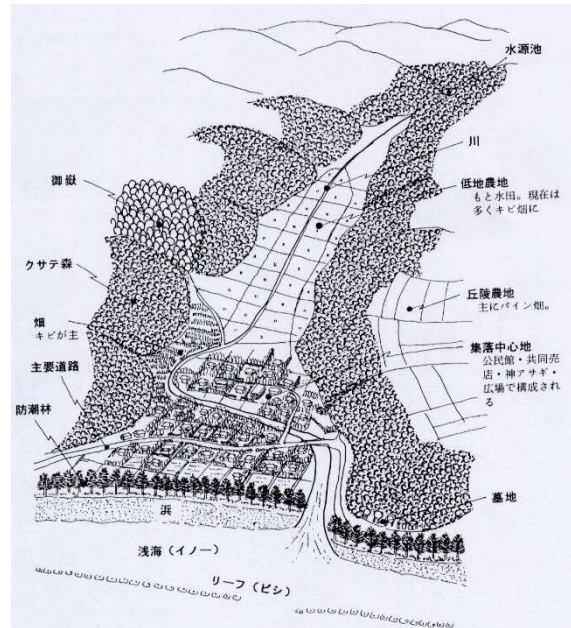 水源池
川
低地農地
もと水田。現在は
多くキビ畑に
丘陵農地
主にパイン畑。
集落中心地
公民館・共同売
店・神アサギ・
広場で構成され
る
墓地
御嶽
クサテ森
畑
キビが主
主要道路
防潮林
浜
浅海(イノー)
リーフ(ピシ)